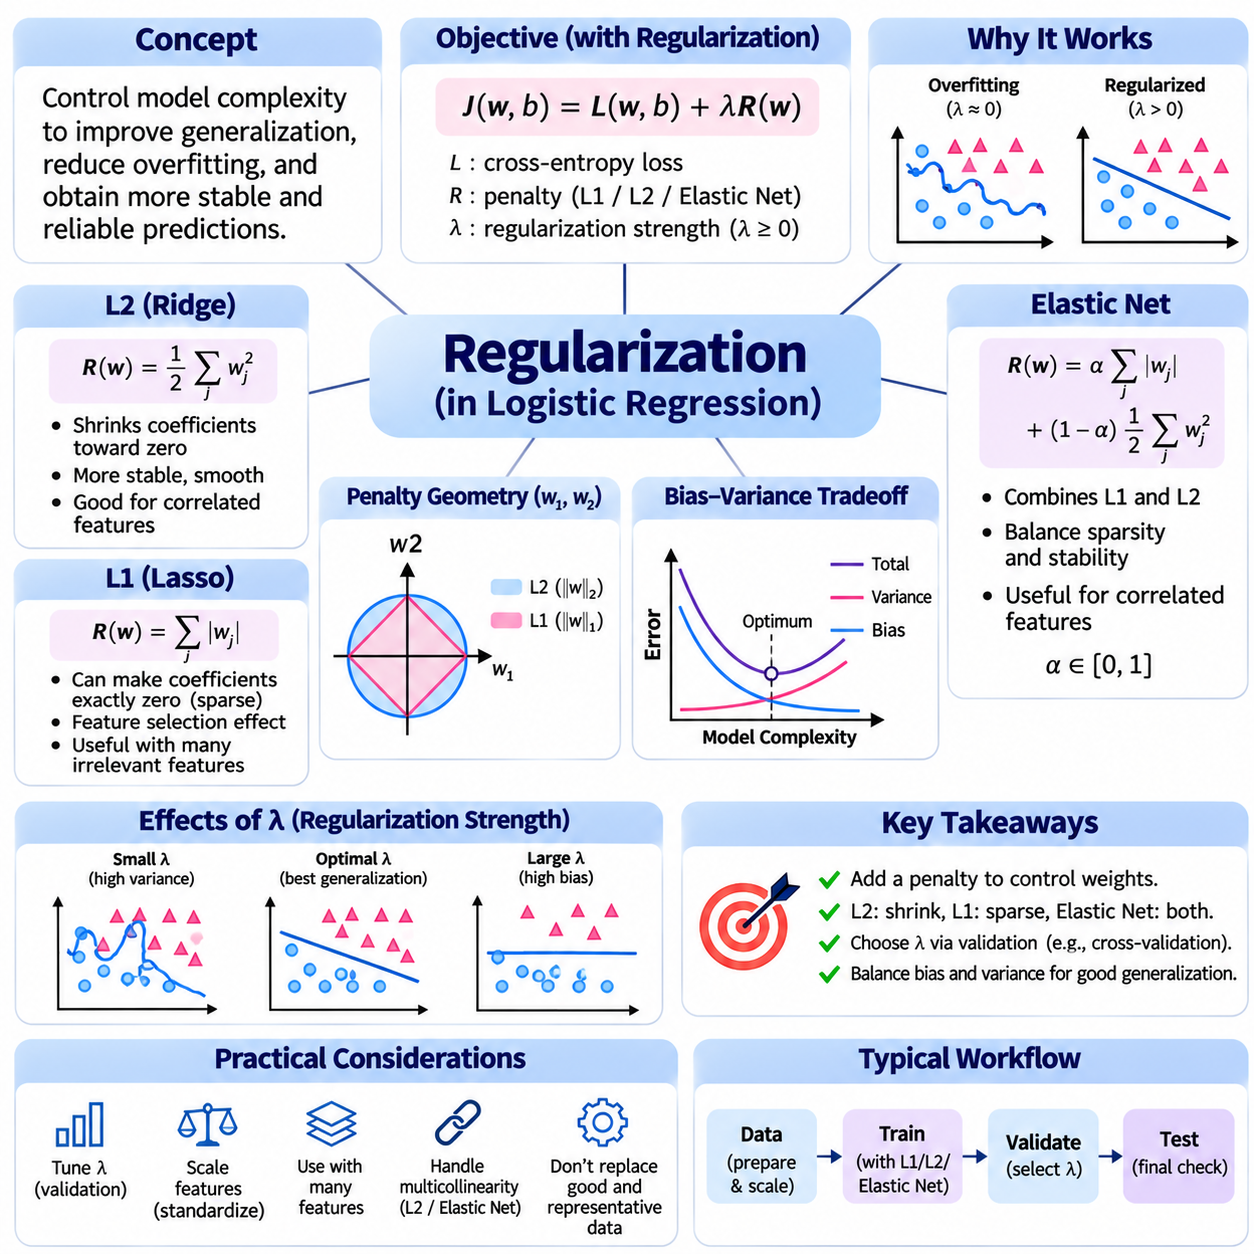 Concept
Control model complexity
to improve generalization,
reduce overfitting, and
obtain more stable and
reliable predictions.
Objective (with Regularization)
J(w, b) = L(w, b) + λR(w)
L : cross-entropy loss
R : penalty (L1 / L2 / Elastic Net)
λ : regularization strength (λ ≥ 0)
Why It Works
Overfitting
(λ ≈ 0)
Regularized
(λ > 0)
Regularization
(in Logistic Regression)
L2 (Ridge)
R(w) = 1/2 ∑_j w_j^2
• Shrinks coefficients
toward zero
• More stable, smooth
• Good for correlated
features
L1 (Lasso)
R(w) = ∑_j |w_j|
• Can make coefficients
exactly zero (sparse)
• Feature selection effect
• Useful with many
irrelevant features
Penalty Geometry (w₁, w₂)
w2
w₁
L2 (‖w‖₂)
L1 (‖w‖₁)
Bias–Variance Tradeoff
Error
Total
Variance
Bias
Optimum
Model Complexity
Elastic Net
R(w) = α ∑_j |w_j|
+ (1 − α) 1/2 ∑_j w_j^2
• Combines L1 and L2
• Balance sparsity
and stability
• Useful for correlated
features
α ∈ [0, 1]
Effects of λ (Regularization Strength)
Small λ
(high variance)
Optimal λ
(best generalization)
Large λ
(high bias)
Key Takeaways
Add a penalty to control weights.
L2: shrink, L1: sparse, Elastic Net: both.
Choose λ via validation (e.g., cross-validation).
Balance bias and variance for good generalization.
Practical Considerations
Tune λ
(validation)
Scale
features
(standardize)
Use with
many
features
Handle
multicollinearity
(L2 / Elastic Net)
Don't replace
good and
representative
data
Typical Workflow
Data
(prepare
& scale)
Train
(with L1/L2/
Elastic Net)
Validate
(select λ)
Test
(final check)